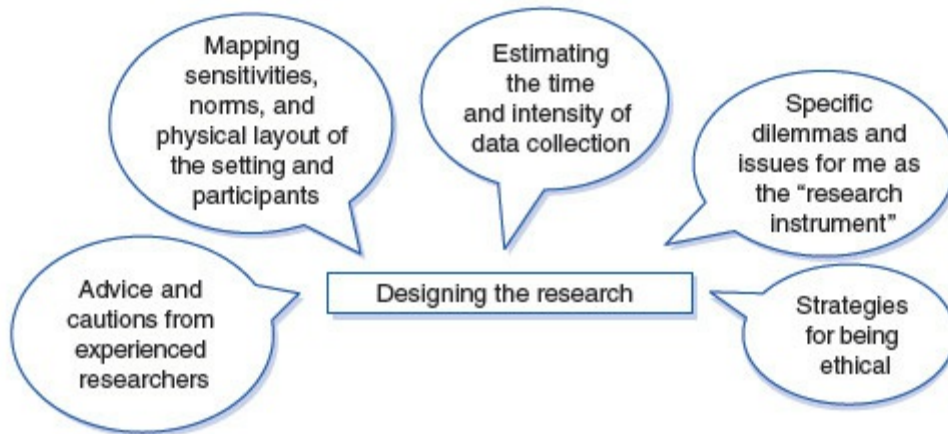 Mapping
sensitivities,
norms, and
physical layout of
the setting and
participants
Estimating
the time
and intensity of
data collection
Specific
dilemmas and
issues for me as
the “research
instrument”
Advice and
cautions from
experienced
researchers
Designing the research
Strategies
for being
ethical